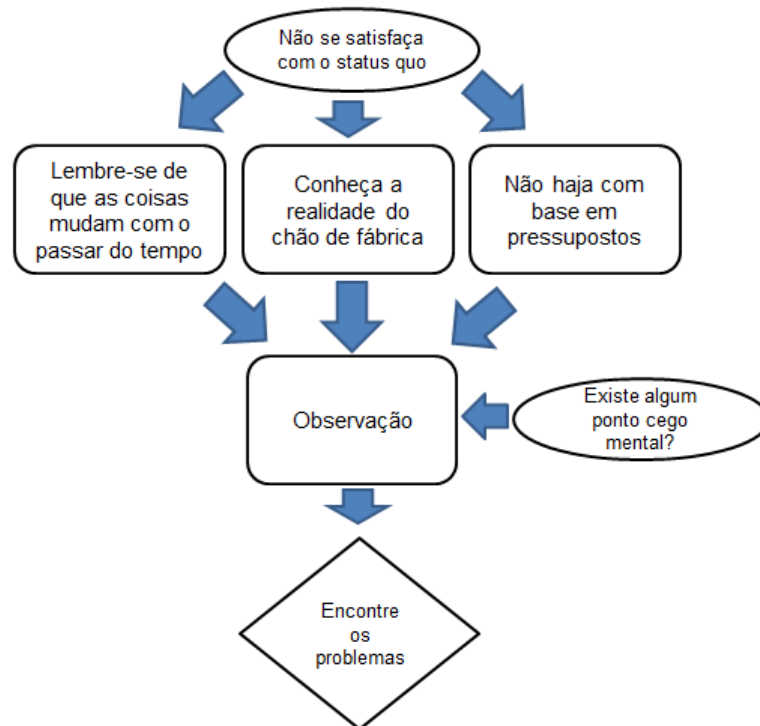 Não se satisfaça
com o status quo
Lembre-se de
que as coisas
mudam com o
passar do tempo
Conheça a
realidade do
chão de fábrica
Não haja com
base em
pressupostos
Observação
Existe algum
ponto cego
mental?
Encontre
os
problemas